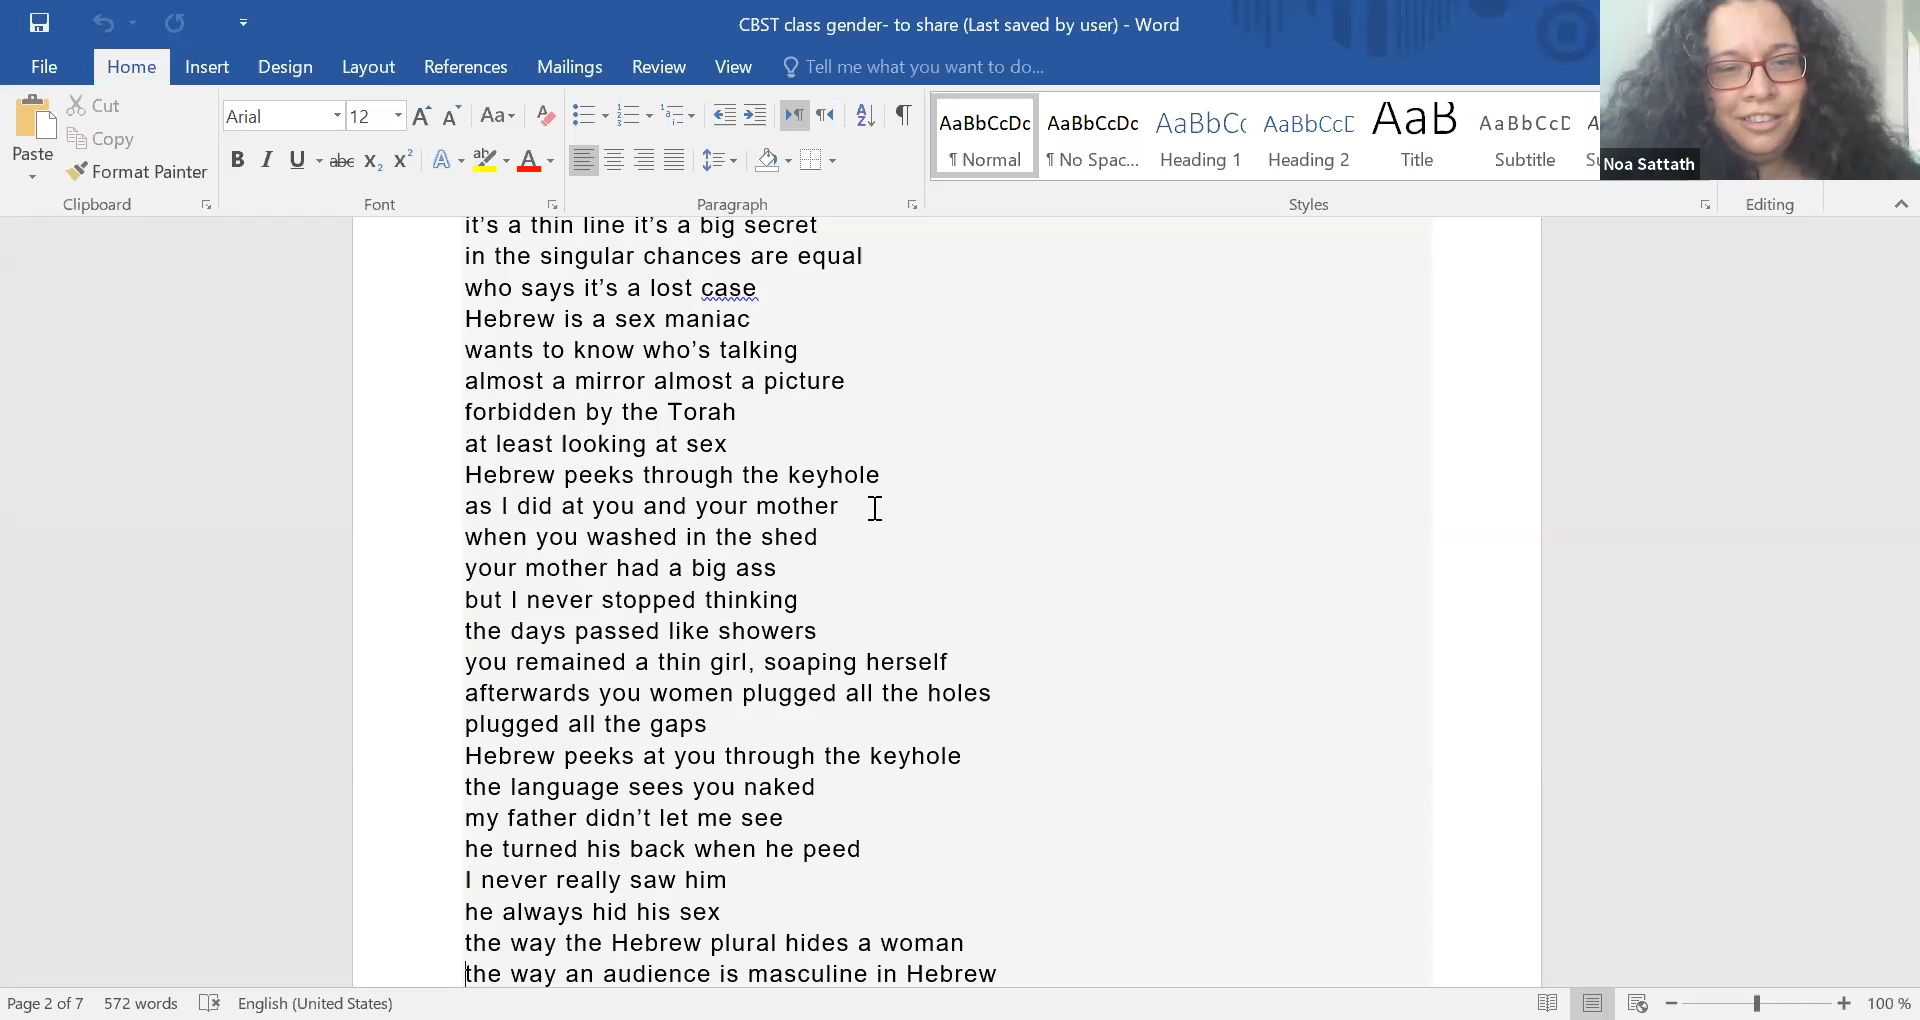 CBST class gender- to share (Last saved by user) - Word
File Home Insert Design Layout References Mailings Review View Tell me what you want to do...
Noa Sattath
Paste
Cut
Copy
Format Painter
Clipboard
Arial 12
Font
Paragraph
AaBbCcDc AaBbCcDc AaBbCc AaBbCcD AaB AaBbCcD
¶ Normal ¶ No Spac... Heading 1 Heading 2 Title Subtitle
Styles
Editing
it’s a thin line it’s a big secret
in the singular chances are equal
who says it’s a lost case
Hebrew is a sex maniac
wants to know who’s talking
almost a mirror almost a picture
forbidden by the Torah
at least looking at sex
Hebrew peeks through the keyhole
as I did at you and your mother
when you washed in the shed
your mother had a big ass
but I never stopped thinking
the days passed like showers
you remained a thin girl, soaping herself
afterwards you women plugged all the holes
plugged all the gaps
Hebrew peeks at you through the keyhole
the language sees you naked
my father didn’t let me see
he turned his back when he peed
I never really saw him
he always hid his sex
the way the Hebrew plural hides a woman
the way an audience is masculine in Hebrew
Page 2 of 7 572 words English (United States) 100 %